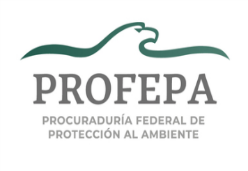 PROFEPA
PROCURADURÍA FEDERAL DE
PROTECCIÓN AL AMBIENTE